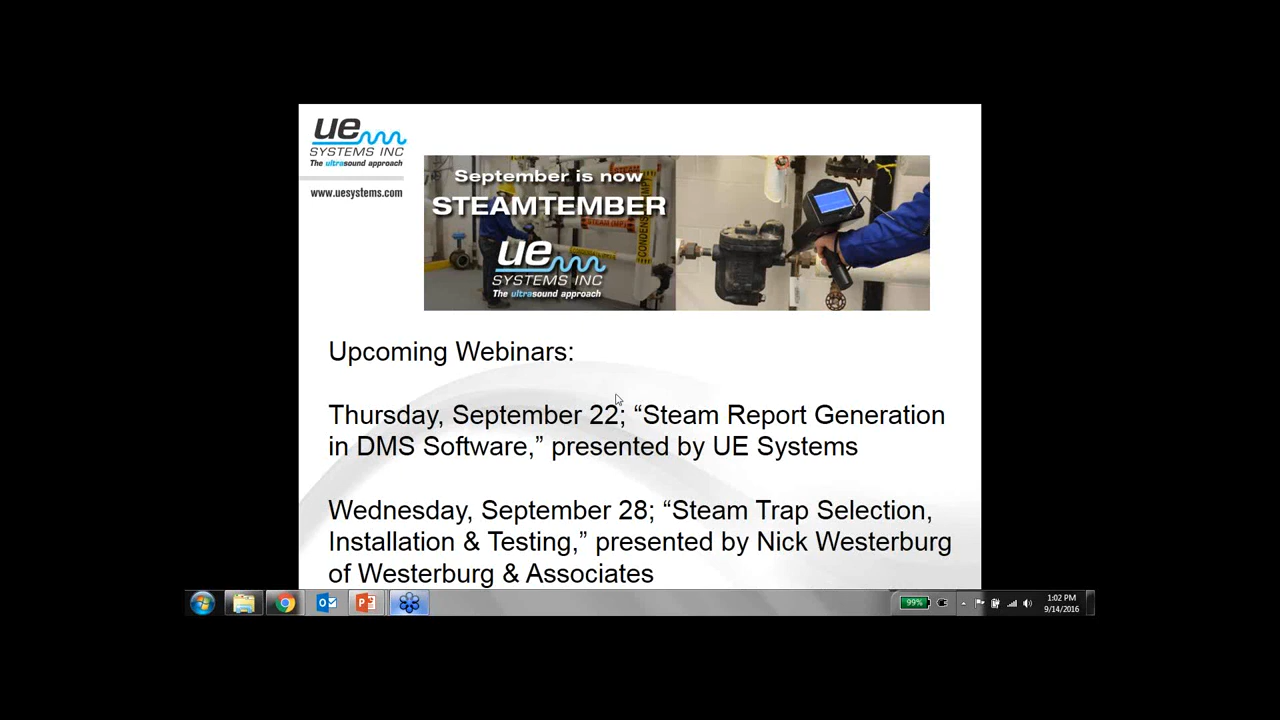 ue
SYSTEMS INC
The ultrasound approach
www.uesystems.com
September is now
STEAMTEMBER
ue
SYSTEMS INC
The ultrasound approach
Upcoming Webinars:
Thursday, September 22; “Steam Report Generation
in DMS Software,” presented by UE Systems
Wednesday, September 28; “Steam Trap Selection,
Installation & Testing,” presented by Nick Westerburg
of Westerburg & Associates
99%
1:02 PM
9/14/2016